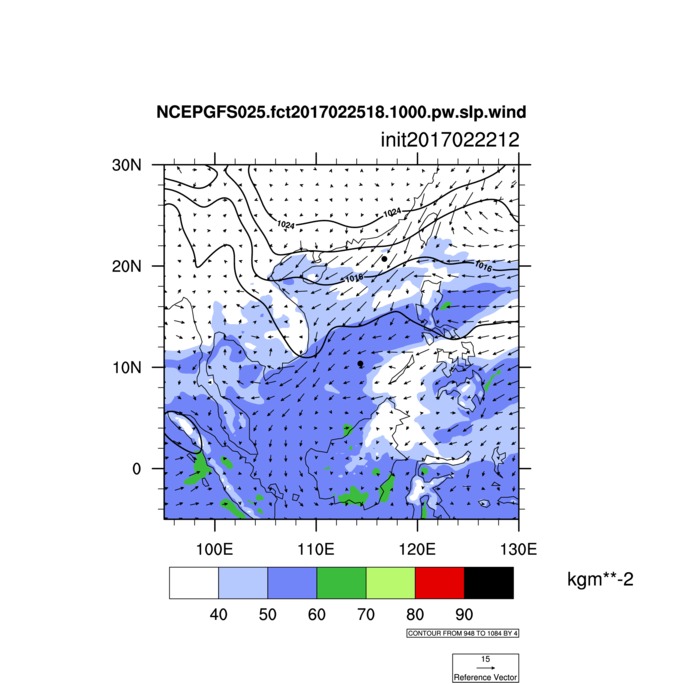 NCEPGFS025.fct2017022518.1000.pw.slp.wind
init2017022212
30N
1024
1024
20N
1016
1016
10N
0
100E 110E 120E 130E
kgm**-2
40 50 60 70 80 90
CONTOUR FROM 948 TO 1084 BY 4
15
Reference Vector